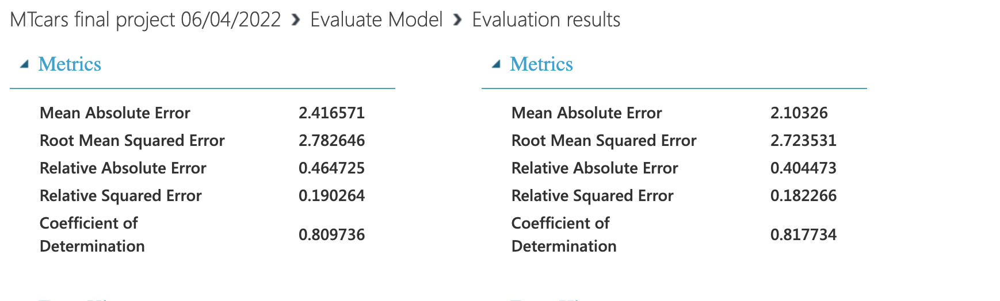 MTcars final project 06/04/2022 › Evaluate Model › Evaluation results
Metrics
Mean Absolute Error 2.416571
Root Mean Squared Error 2.782646
Relative Absolute Error 0.464725
Relative Squared Error 0.190264
Coefficient of
Determination 0.809736
Metrics
Mean Absolute Error 2.10326
Root Mean Squared Error 2.723531
Relative Absolute Error 0.404473
Relative Squared Error 0.182266
Coefficient of
Determination 0.817734